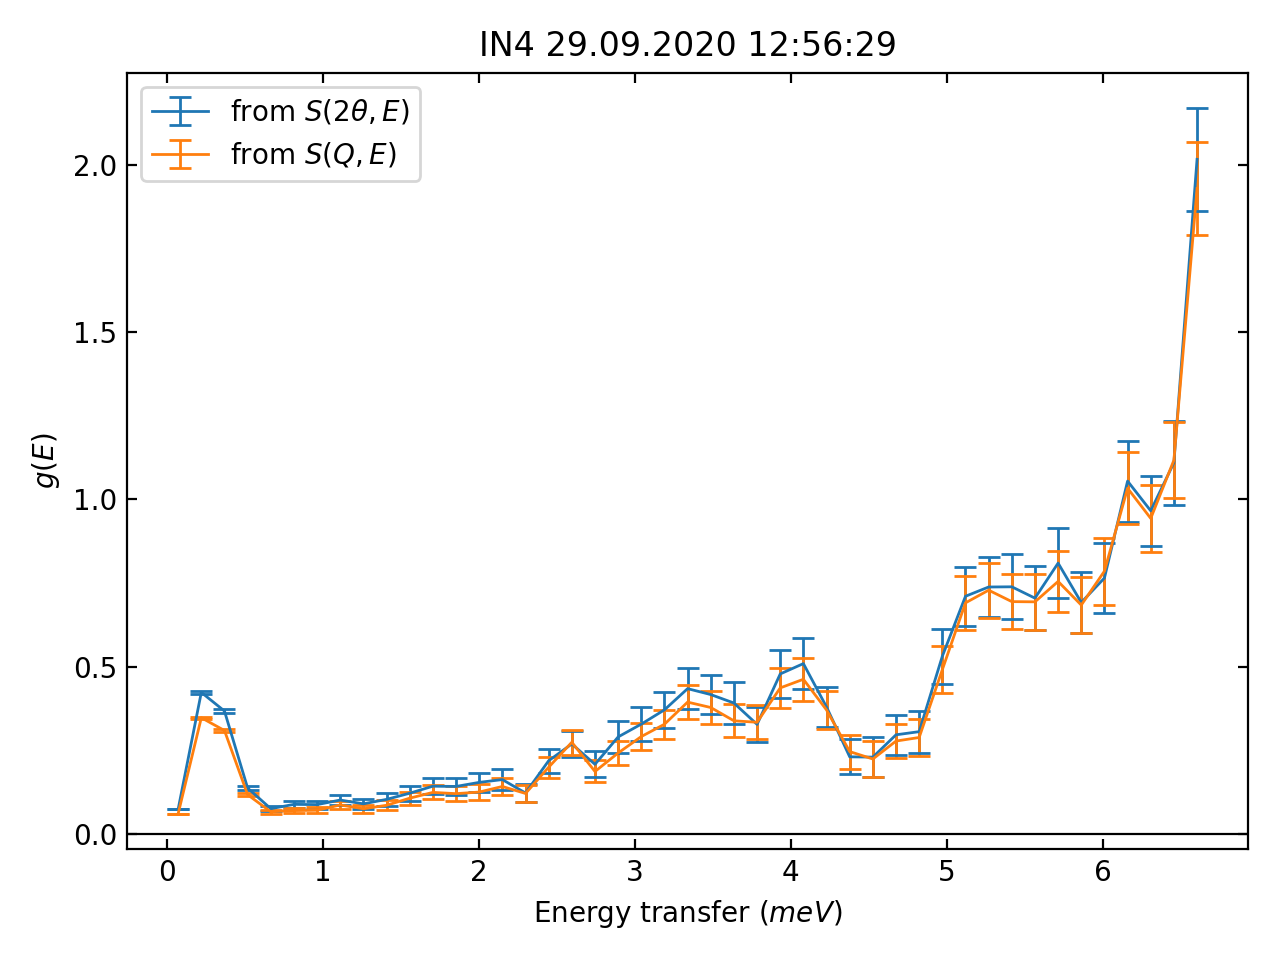 IN4 29.09.2020 12:56:29
from S(2θ, E)
from S(Q, E)
2.0
1.5
1.0
0.5
0.0
g(E)
0 1 2 3 4 5 6
Energy transfer (meV)